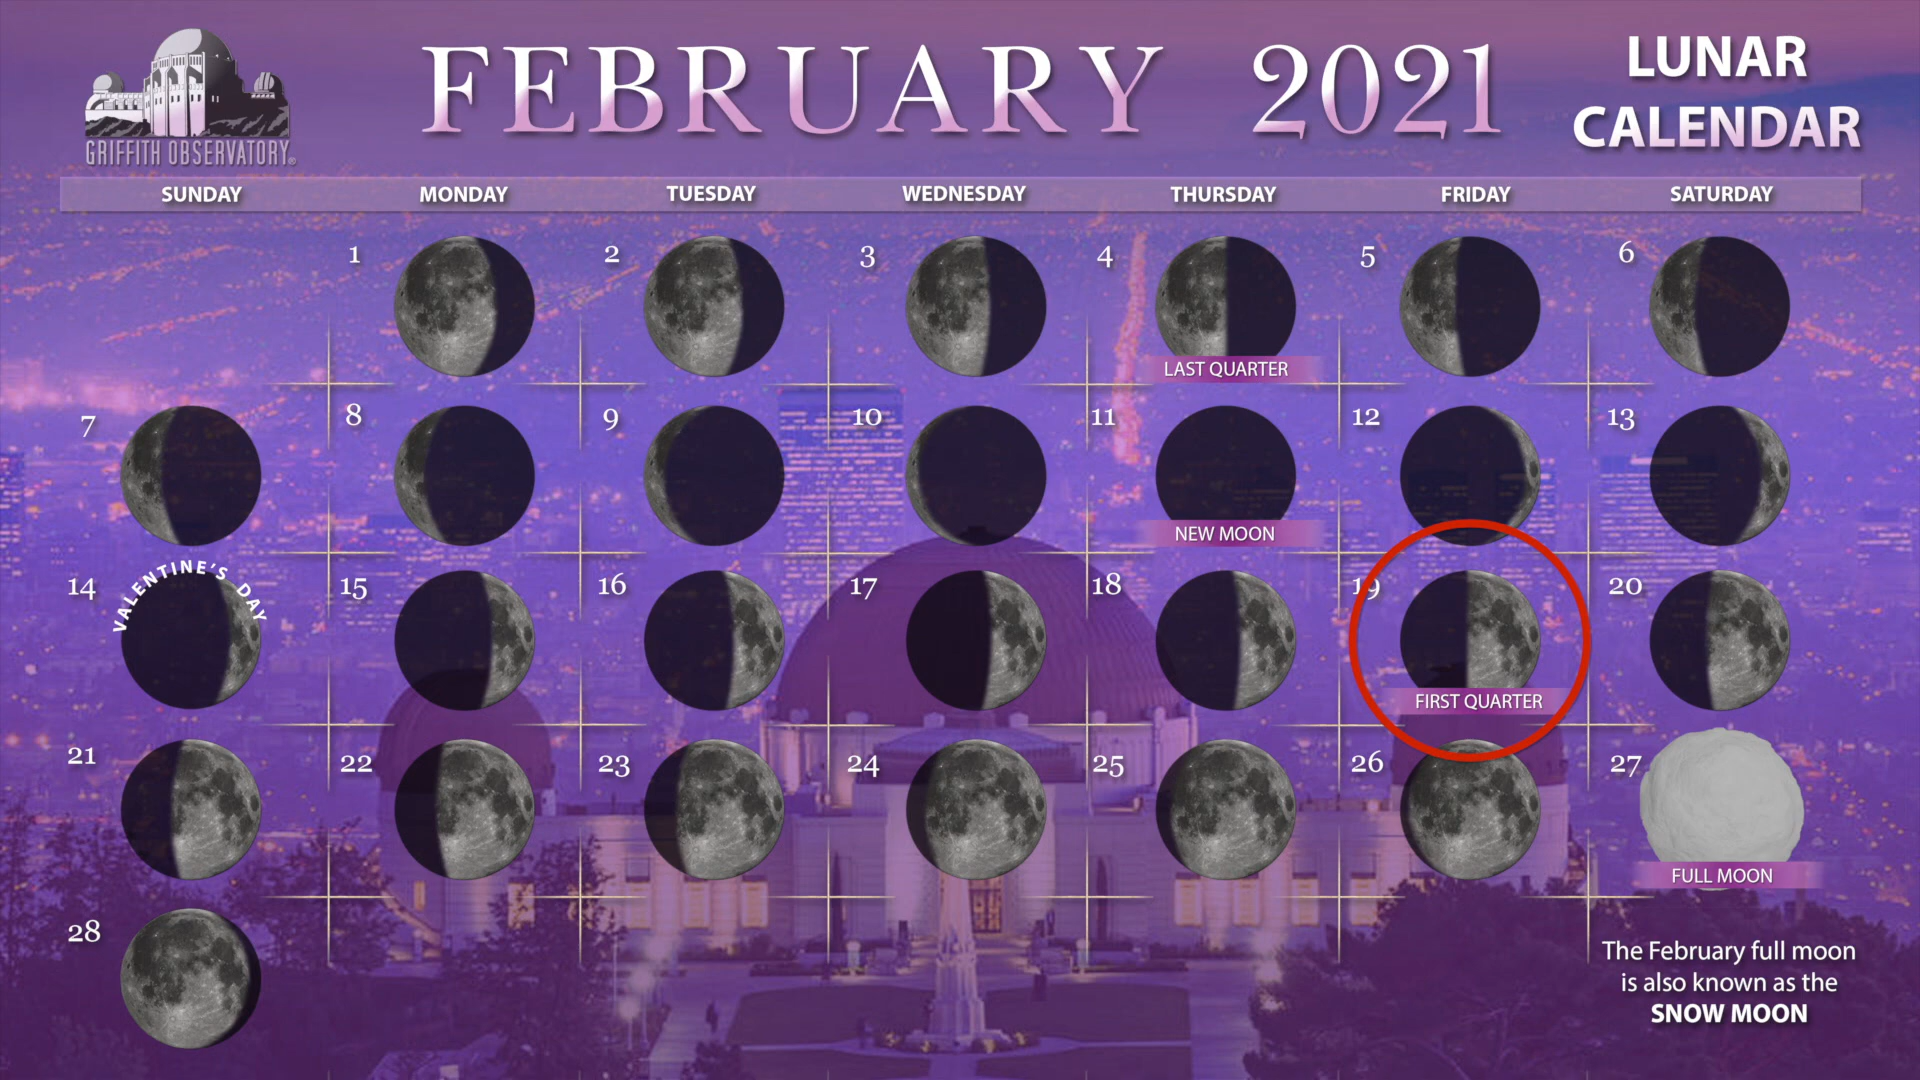 GRIFFITH OBSERVATORY®
FEBRUARY 2021
LUNAR
CALENDAR
SUNDAY MONDAY TUESDAY WEDNESDAY THURSDAY FRIDAY SATURDAY
1 2 3 4 5 6
LAST QUARTER
7 8 9 10 11 12 13
NEW MOON
14 15 16 17 18 19 20
VALENTINE'S DAY
FIRST QUARTER
21 22 23 24 25 26 27
FULL MOON
28
The February full moon
is also known as the
SNOW MOON